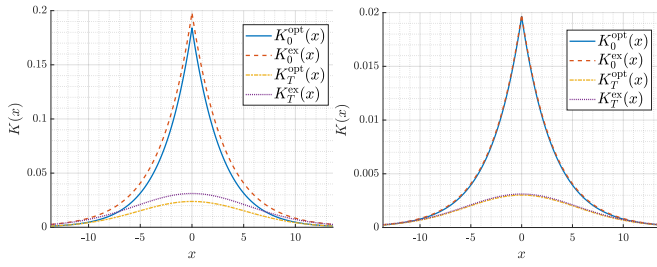 0.2
0.15
0.1
0.05
0
-10
-5
0
5
10
K(x)
x
K_0^opt(x)
K_0^ex(x)
K_T^opt(x)
K_T^ex(x)
0.02
0.015
0.01
0.005
0
-10
-5
0
5
10
K(x)
x
K_0^opt(x)
K_0^ex(x)
K_T^opt(x)
K_T^ex(x)